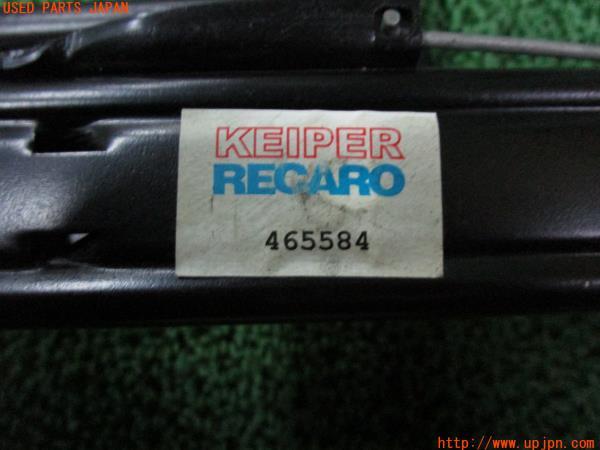 USED PARTS JAPAN
KEIPER
RECARO
465584
http://www.upjpn.com/